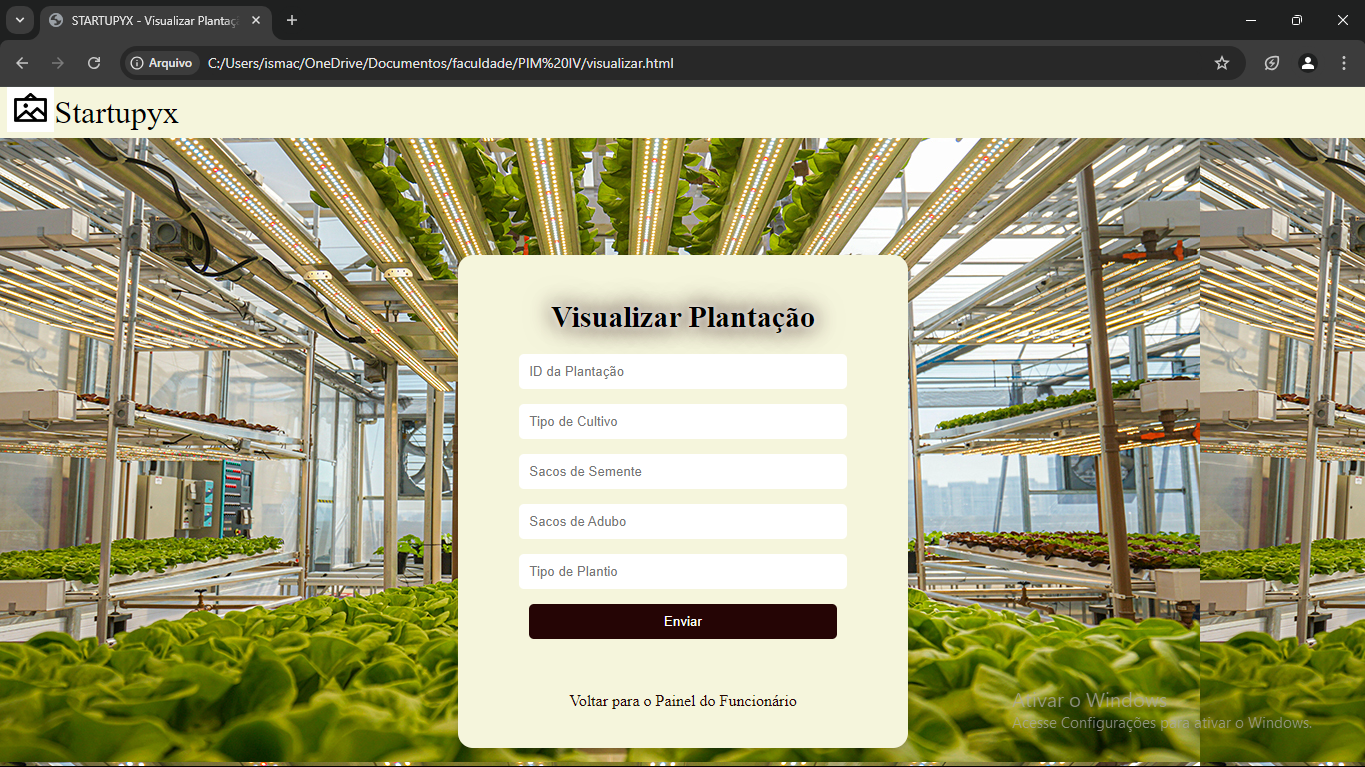 STARTUPYX - Visualizar Plantaç
Arquivo
C:/Users/ismac/OneDrive/Documentos/faculdade/PIM%20IV/visualizar.html
Startupyx
Visualizar Plantação
ID da Plantação
Tipo de Cultivo
Sacos de Semente
Sacos de Adubo
Tipo de Plantio
Enviar
Voltar para o Painel do Funcionário
Ativar o Windows
Acesse Configurações para ativar o Windows.